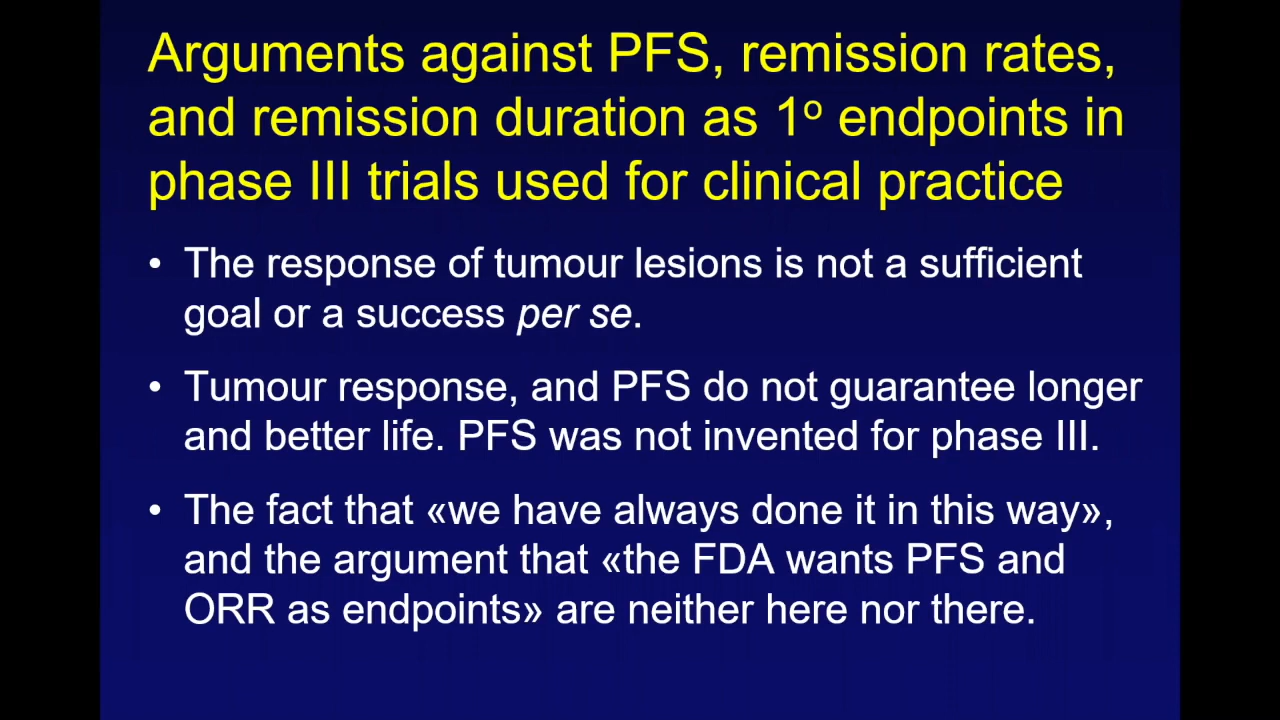 Arguments against PFS, remission rates,
and remission duration as 1º endpoints in
phase III trials used for clinical practice
• The response of tumour lesions is not a sufficient
goal or a success per se.
• Tumour response, and PFS do not guarantee longer
and better life. PFS was not invented for phase III.
• The fact that «we have always done it in this way»,
and the argument that «the FDA wants PFS and
ORR as endpoints» are neither here nor there.